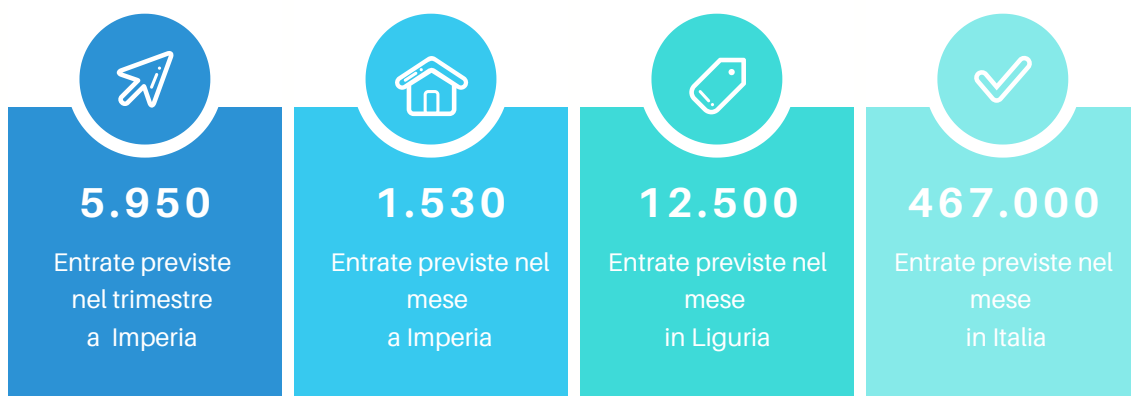 5.950
Entrate previste
nel trimestre
a Imperia
1.530
Entrate previste nel
mese
a Imperia
12.500
Entrate previste nel
mese
in Liguria
467.000
Entrate previste nel
mese
in Italia